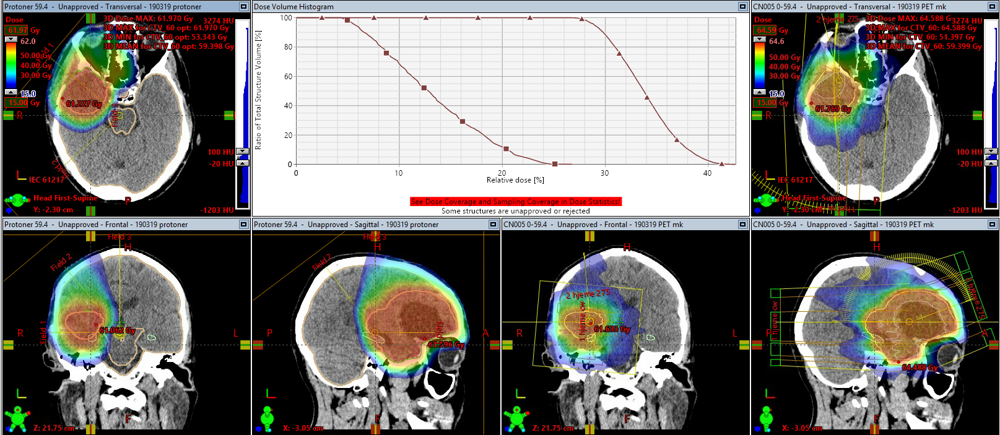 Protoner 59.4 - Unapproved - Transversal - 190319 protoner
Dose
61.97 Gy
62.0
50.00 Gy
40.00 Gy
30.00 Gy
15.0
15.00 Gy
3D Dose MAX: 61.970 Gy
3D MAX for CTV_60 opt: 61.970 Gy
3D MIN for CTV_60 opt: 53.343 Gy
3D MEAN for CTV_60 opt: 59.398 Gy
3274 HU
Field 1
61.227 Gy
Field 3
R
Field 2
100 HU
-20 HU
L
IEC 61217
Head First-Supine
P
Y: -2.30 cm
-1203 HU
Dose Volume Histogram
Ratio of Total Structure Volume [%]
100
80
60
40
20
0
0 10 20 30 40
Relative dose [%]
See Dose Coverage and Sampling Coverage in Dose Statistics!
Some structures are unapproved or rejected
CN005 0-59.4 - Unapproved - Transversal - 190319 PET mk
Dose
64.59 Gy
64.6
50.00 Gy
40.00 Gy
30.00 Gy
15.0
15.00 Gy
2 hjerne 275
3D Dose MAX: 64.588 G
3D MAX for CTV_60: 64.588 Gy
3D MIN for CTV_60: 51.397 Gy
3D MEAN for CTV_60: 59.399 Gy
3274 HU
61.769 Gy
R
100 HU
-20 HU
L
IEC 61217
Head First-Supine
P
Y: -2.30 cm
-1203 HU
Protoner 59.4 - Unapproved - Frontal - 190319 protoner
Field 3
H
Field 2
61.062 Gy
Field 1
R
L
F
Z: 21.75 cm
Protoner 59.4 - Unapproved - Sagittal - 190319 protoner
Field 3
H
Field 2
Field
61.596 Gy
P
A
F
X: -3.05 cm
CN005 0-59.4 - Unapproved - Frontal - 190319 PET mk
H
2 hjerne 275
1 hjerne cw
61.633 Gy
R
L
F
Z: 21.75 cm
CN005 0-59.4 - Unapproved - Sagittal - 190319 PET mk
H
1 hjerne cw
2 hjerne 275
64.488 Gy
P
A
F
X: -3.05 cm